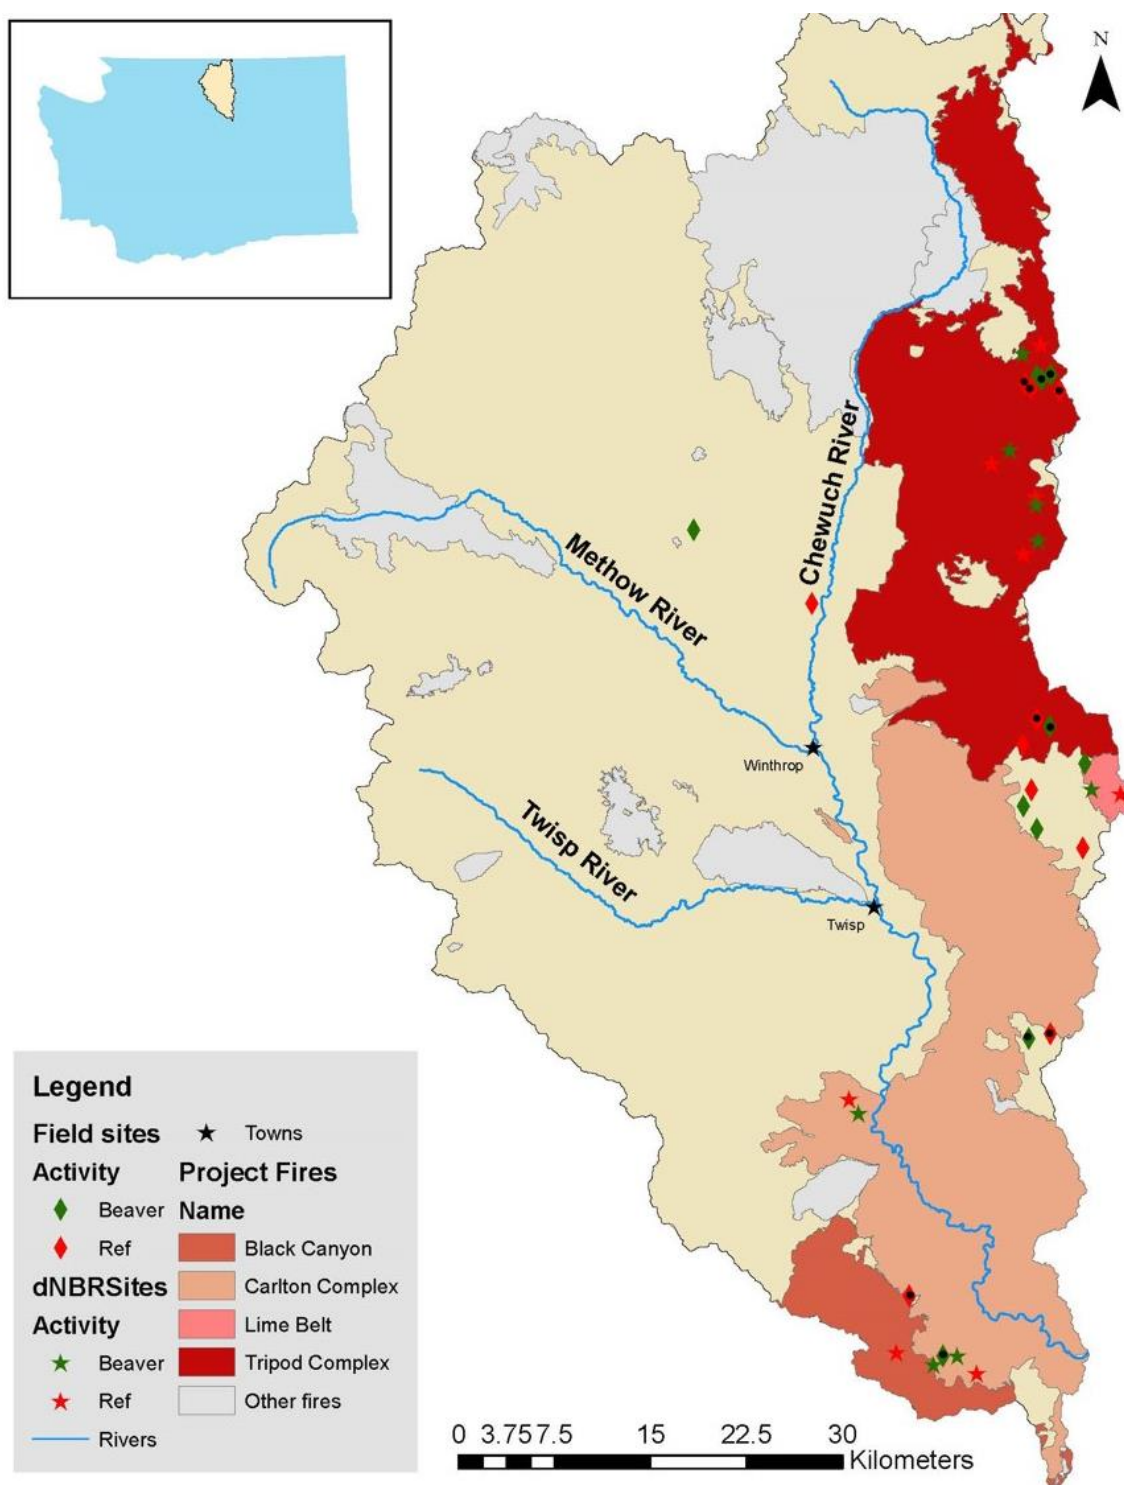 N
Chewuch River
Methow River
Winthrop
Twisp River
Twisp
Legend
Field sites
Towns
Activity
Project Fires
Beaver
Name
Ref
Black Canyon
dNBRSites
Carlton Complex
Activity
Lime Belt
Beaver
Tripod Complex
Ref
Other fires
Rivers
0 3.75 7.5 15 22.5 30
Kilometers